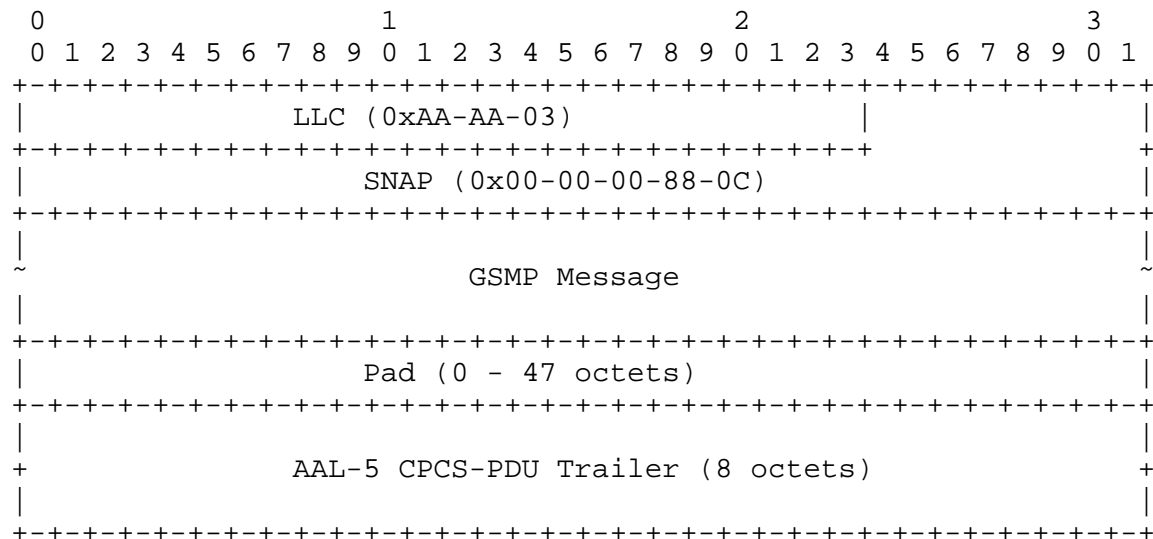 0                   1                   2                   3
 0 1 2 3 4 5 6 7 8 9 0 1 2 3 4 5 6 7 8 9 0 1 2 3 4 5 6 7 8 9 0 1
+-+-+-+-+-+-+-+-+-+-+-+-+-+-+-+-+-+-+-+-+-+-+-+-+-+-+-+-+-+-+-+-+
|               LLC (0xAA-AA-03)                |               |
+-+-+-+-+-+-+-+-+-+-+-+-+-+-+-+-+-+-+-+-+-+-+-+-+               +
|                   SNAP (0x00-00-00-88-0C)                     |
+-+-+-+-+-+-+-+-+-+-+-+-+-+-+-+-+-+-+-+-+-+-+-+-+-+-+-+-+-+-+-+-+
|                                                               |
~                         GSMP Message                          ~
|                                                               |
+-+-+-+-+-+-+-+-+-+-+-+-+-+-+-+-+-+-+-+-+-+-+-+-+-+-+-+-+-+-+-+-+
|                   Pad (0 - 47 octets)                         |
+-+-+-+-+-+-+-+-+-+-+-+-+-+-+-+-+-+-+-+-+-+-+-+-+-+-+-+-+-+-+-+-+
|                                                               |
+               AAL-5 CPCS-PDU Trailer (8 octets)               +
|                                                               |
+-+-+-+-+-+-+-+-+-+-+-+-+-+-+-+-+-+-+-+-+-+-+-+-+-+-+-+-+-+-+-+-+